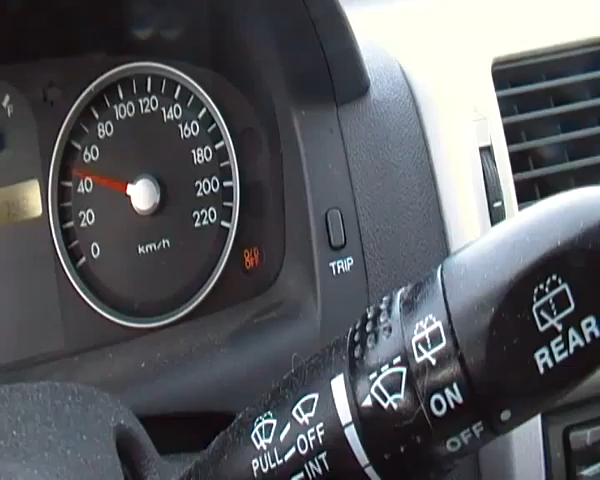 0
20
40
60
80
100
120
140
160
180
200
220
km/h
F
O/D
OFF
TRIP
REAR
ON
OFF
PULL OFF
INT